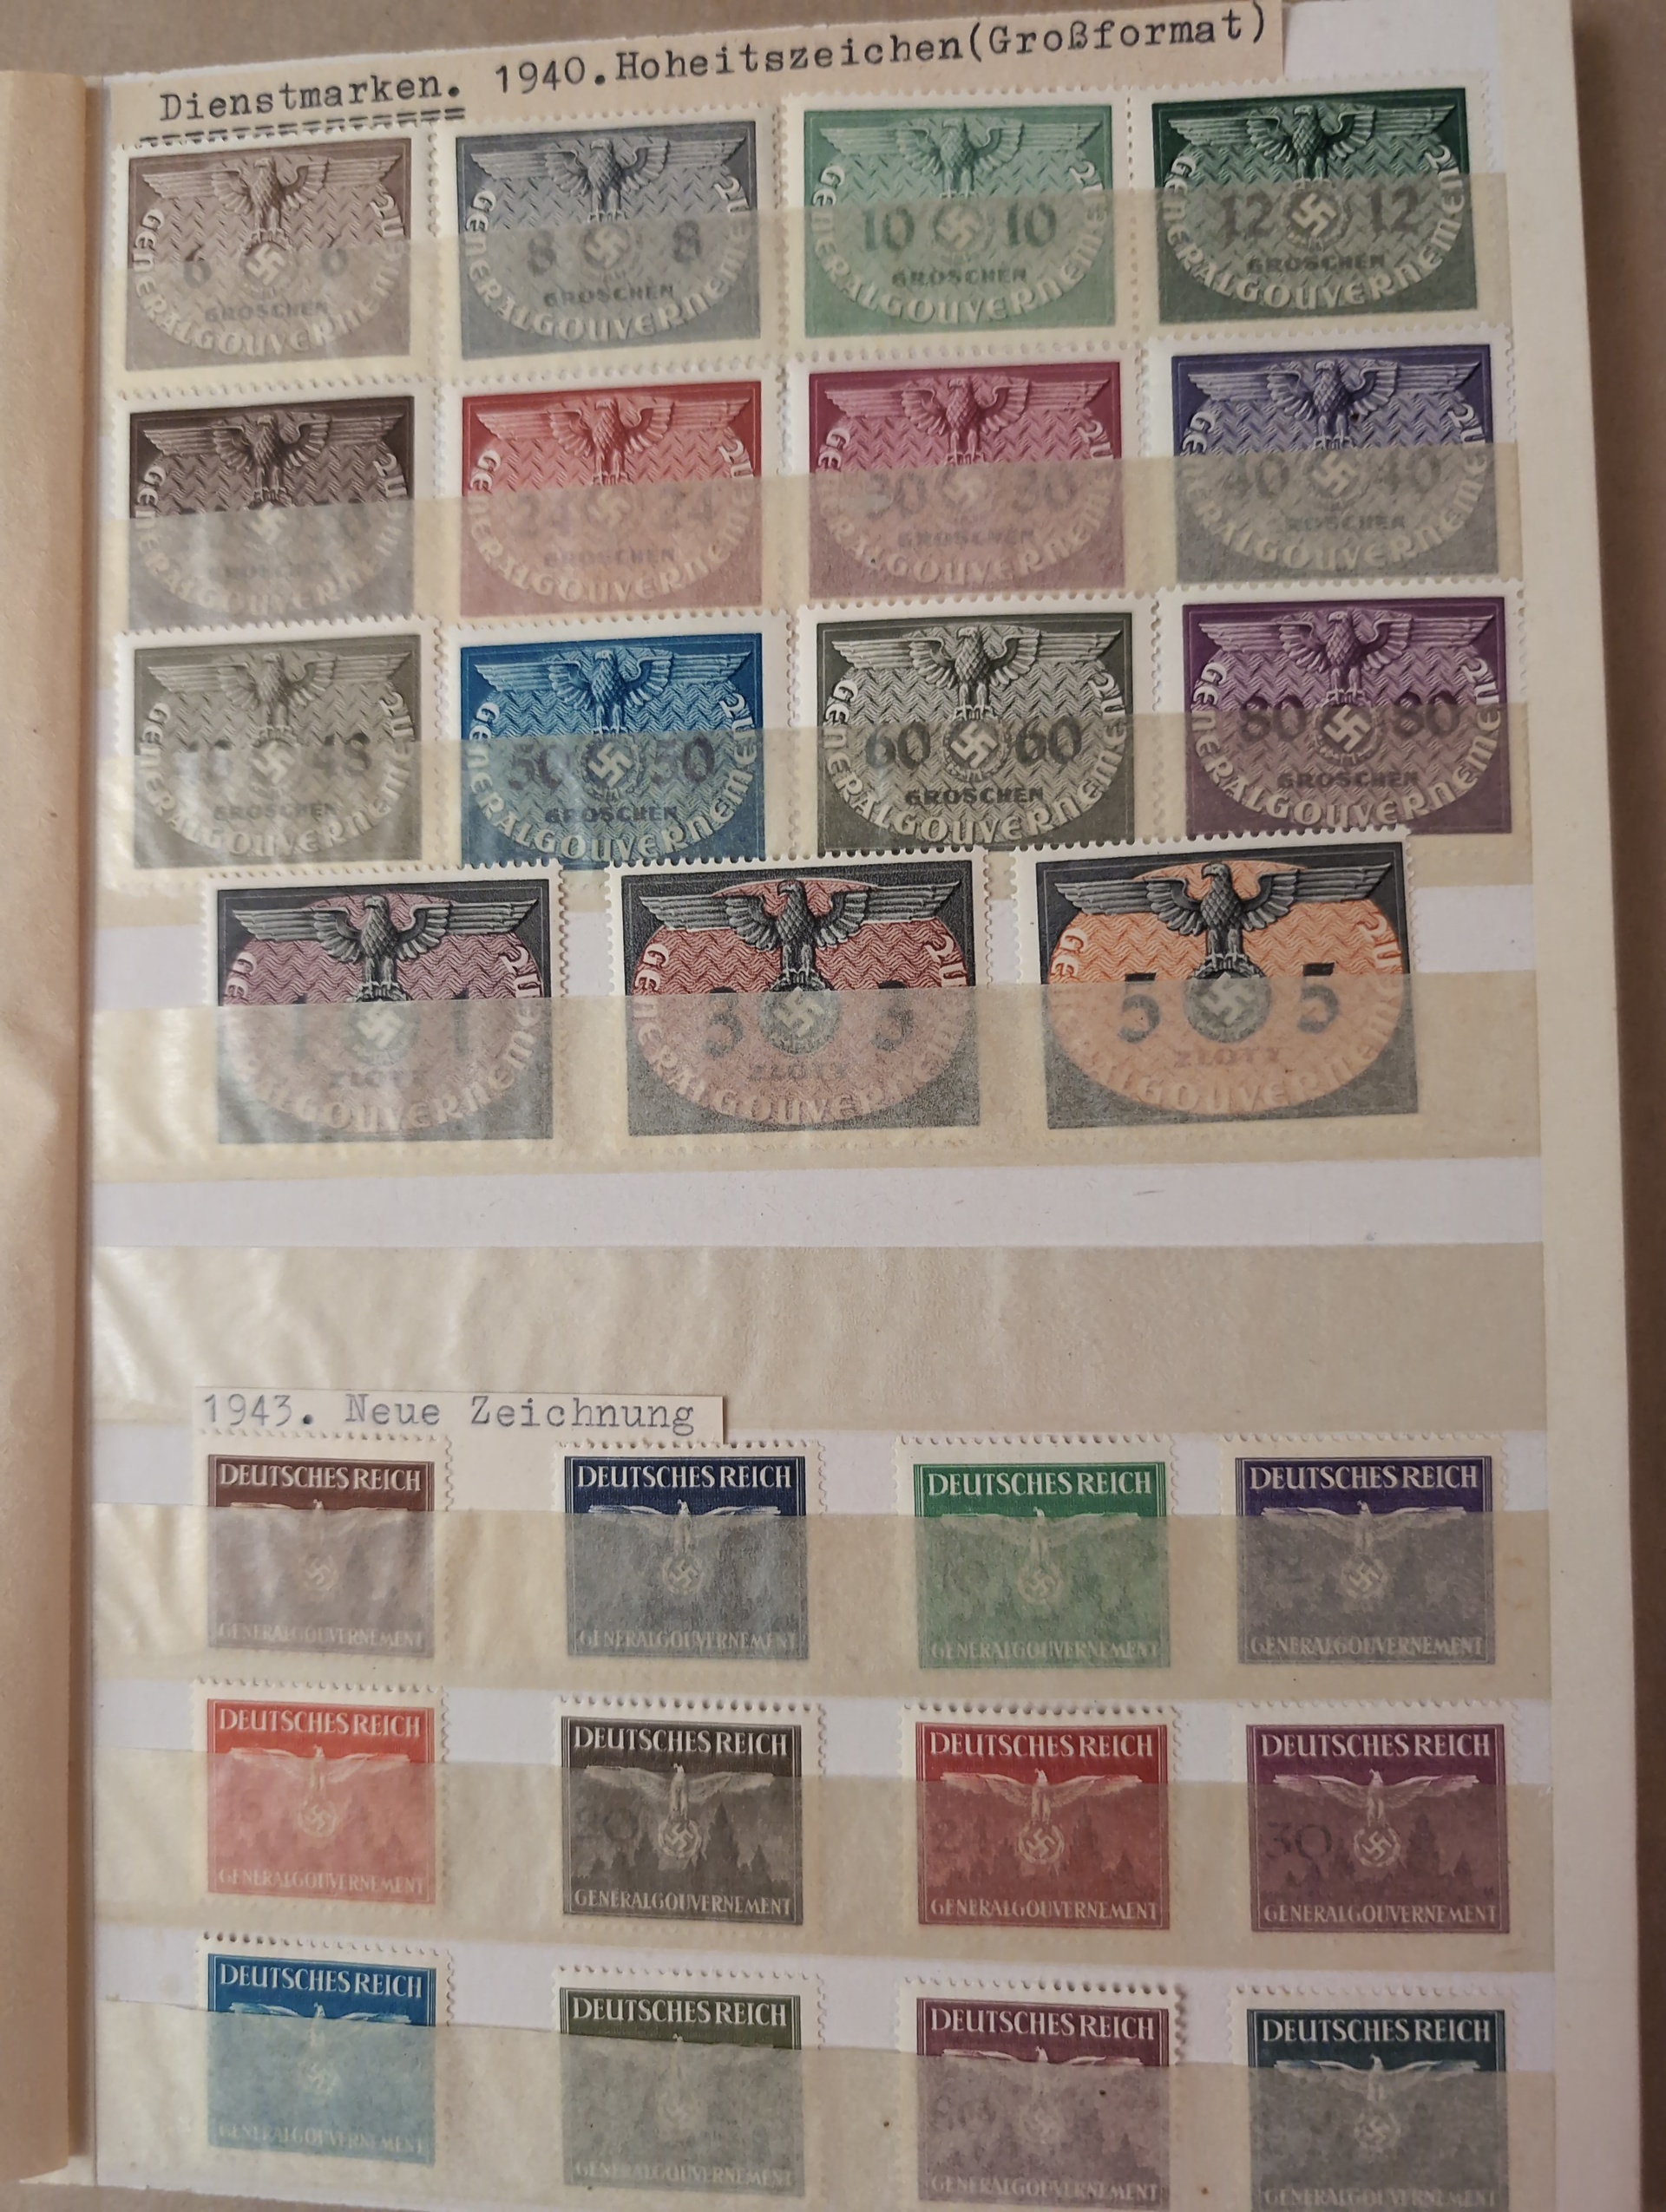 Dienstmarken. 1940. Hoheitszeichen (Großformat)
6 6 GROSCHEN GENERALGOUVERNEMENT
8 8 GROSCHEN GENERALGOUVERNEMENT
10 10 GROSCHEN GENERALGOUVERNEMENT
12 12 GROSCHEN GENERALGOUVERNEMENT
GROSCHEN GENERALGOUVERNEMENT
24 24 GROSCHEN GENERALGOUVERNEMENT
30 30 GROSCHEN GENERALGOUVERNEMENT
40 40 GROSCHEN GENERALGOUVERNEMENT
48 GROSCHEN GENERALGOUVERNEMENT
50 50 GROSCHEN GENERALGOUVERNEMENT
60 60 GROSCHEN GENERALGOUVERNEMENT
80 80 GROSCHEN GENERALGOUVERNEMENT
1 1 ZŁOTY GENERALGOUVERNEMENT
3 3 ZŁOTY GENERALGOUVERNEMENT
5 5 ZŁOTY GENERALGOUVERNEMENT
1943. Neue Zeichnung
DEUTSCHES REICH
GENERALGOUVERNEMENT
DEUTSCHES REICH
GENERALGOUVERNEMENT
DEUTSCHES REICH
GENERALGOUVERNEMENT
DEUTSCHES REICH
GENERALGOUVERNEMENT
DEUTSCHES REICH
GENERALGOUVERNEMENT
DEUTSCHES REICH
GENERALGOUVERNEMENT
DEUTSCHES REICH
GENERALGOUVERNEMENT
DEUTSCHES REICH
30
GENERALGOUVERNEMENT
DEUTSCHES REICH
GENERALGOUVERNEMENT
DEUTSCHES REICH
GENERALGOUVERNEMENT
DEUTSCHES REICH
GENERALGOUVERNEMENT
DEUTSCHES REICH
GENERALGOUVERNEMENT